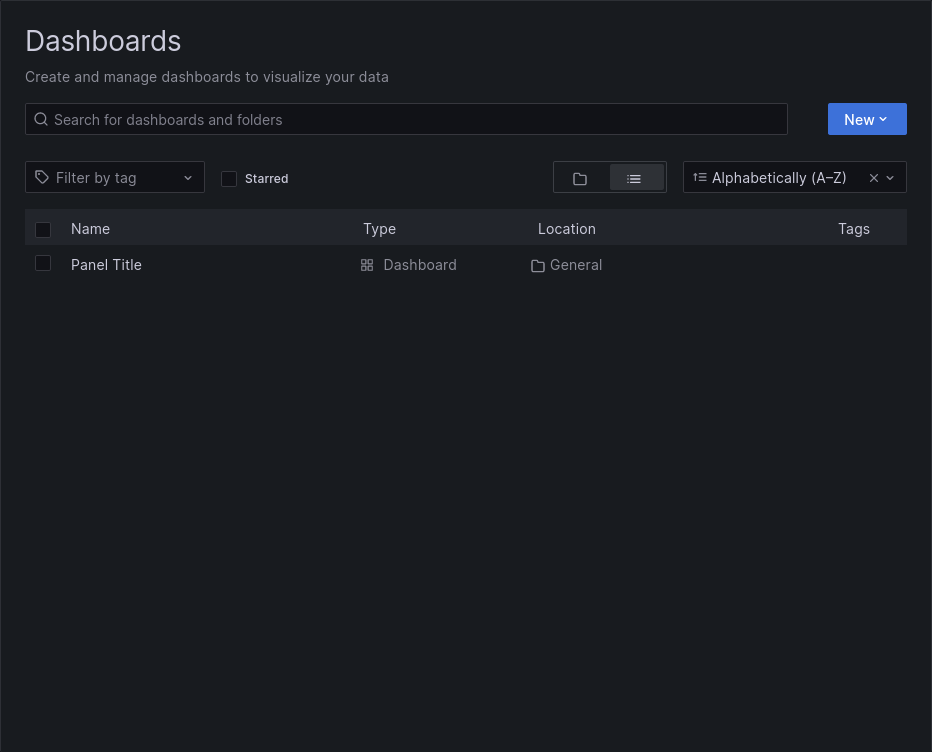 Dashboards
Create and manage dashboards to visualize your data
Search for dashboards and folders
New
Filter by tag
Starred
Alphabetically (A–Z)
Name Type Location Tags
Panel Title Dashboard General